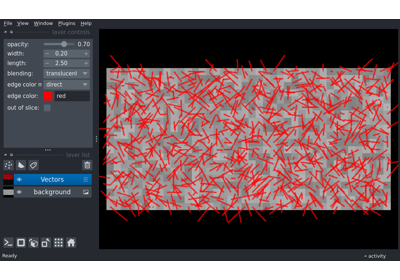 File View Window Plugins Help
layer controls
opacity: 0.70
width: 0.20
length: 2.50
blending: translucent
edge color m direct
edge color: red
out of slice:
layer list
Vectors
background
Ready
activity